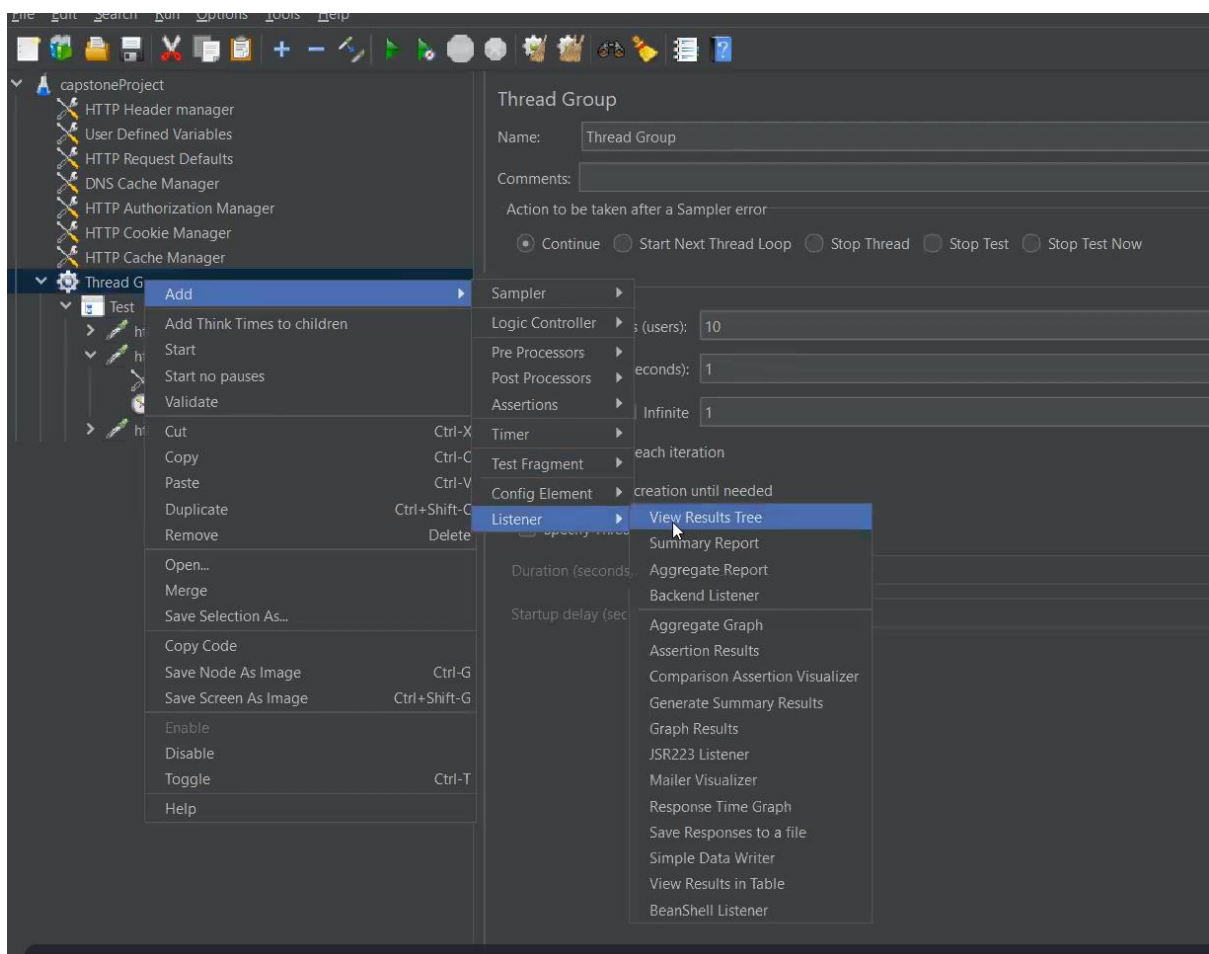 File Edit Search Run Options Tools Help
capstoneProject
HTTP Header manager
User Defined Variables
HTTP Request Defaults
DNS Cache Manager
HTTP Authorization Manager
HTTP Cookie Manager
HTTP Cache Manager
Thread G
Test
Add
Add Think Times to children
Start
Start no pauses
Validate
Cut Ctrl-X
Copy Ctrl-C
Paste Ctrl-V
Duplicate Ctrl+Shift-C
Remove Delete
Open...
Merge
Save Selection As...
Copy Code
Save Node As Image Ctrl-G
Save Screen As Image Ctrl+Shift-G
Enable
Disable
Toggle Ctrl-T
Help
Sampler
Logic Controller
Pre Processors
Post Processors
Assertions
Timer
Test Fragment
Config Element
Listener
View Results Tree
Summary Report
Aggregate Report
Backend Listener
Aggregate Graph
Assertion Results
Comparison Assertion Visualizer
Generate Summary Results
Graph Results
JSR223 Listener
Mailer Visualizer
Response Time Graph
Save Responses to a file
Simple Data Writer
View Results in Table
BeanShell Listener
Thread Group
Name: Thread Group
Comments:
Action to be taken after a Sampler error
Continue Start Next Thread Loop Stop Thread Stop Test Stop Test Now
s (users): 10
econds): 1
Infinite 1
each iteration
creation until needed
Duration (seconds
Startup delay (sec